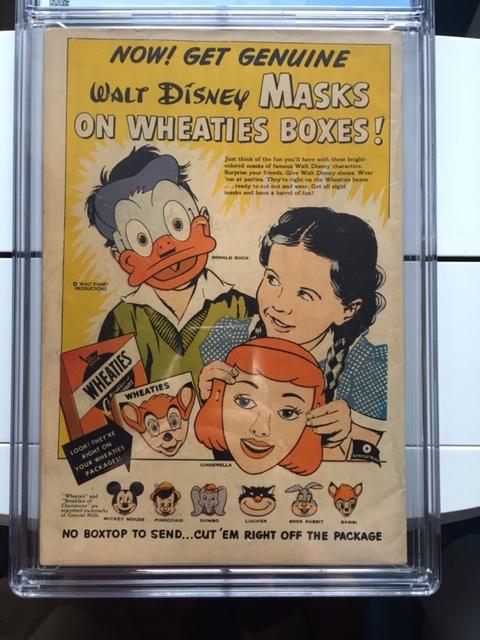 NOW! GET GENUINE
WALT DISNEY MASKS
ON WHEATIES BOXES!
Just think of the fun you'll have with these bright-
colored masks of famous Walt Disney characters.
Surprise your friends. Give Walt Disney shows. Wear
'em at parties. They're right on the Wheaties boxes
. . . ready to cut out and wear. Get all eight
masks and have a barrel of fun!
DONALD DUCK
© WALT DISNEY
PRODUCTIONS
WHEATIES
WHEATIES
LOOK! THEY'RE
RIGHT ON
YOUR WHEATIES
PACKAGES!
CINDERELLA
General Mills
"Wheaties" and
"Breakfast of
Champions" are
registered trademarks
of General Mills.
MICKEY MOUSE PINOCCHIO DUMBO LUCIFER BRER RABBIT BAMBI
NO BOXTOP TO SEND...CUT 'EM RIGHT OFF THE PACKAGE